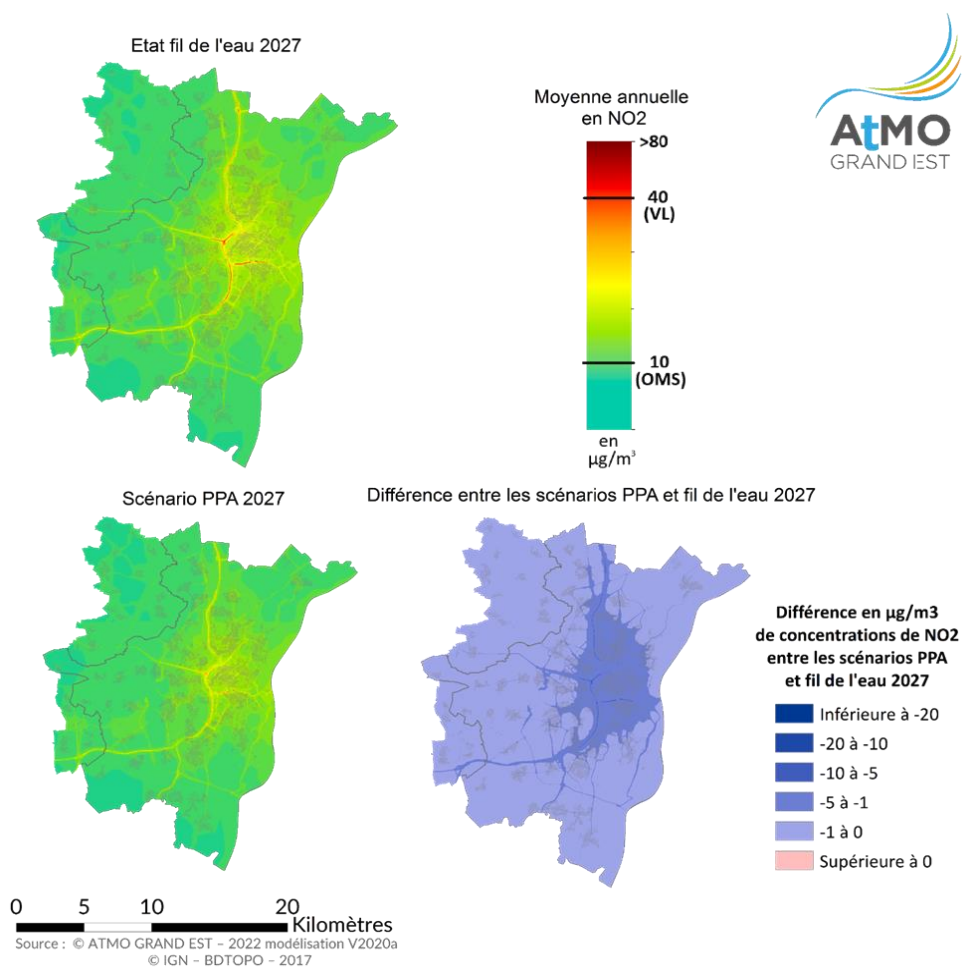 Etat fil de l'eau 2027
Moyenne annuelle
en NO2
>80
40
(VL)
10
(OMS)
en
µg/m³
AtMO
GRAND EST
Scénario PPA 2027
Différence entre les scénarios PPA et fil de l'eau 2027
Différence en µg/m3
de concentrations de NO2
entre les scénarios PPA
et fil de l'eau 2027
Inférieure à -20
-20 à -10
-10 à -5
-5 à -1
-1 à 0
Supérieure à 0
0 5 10 20
Kilomètres
Source : © ATMO GRAND EST – 2022 modélisation V2020a
© IGN – BDTOPO – 2017